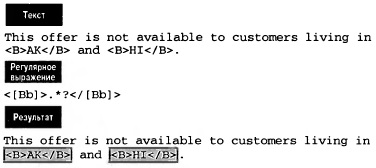 Текст
This offer is not available to customers living in
<B>AK</B> and <B>HI</B>.
Регулярное
выражение
<[Bb]>.*?</[Bb]>
Результат
This offer is not available to customers living in
<B>AK</B> and <B>HI</B>.